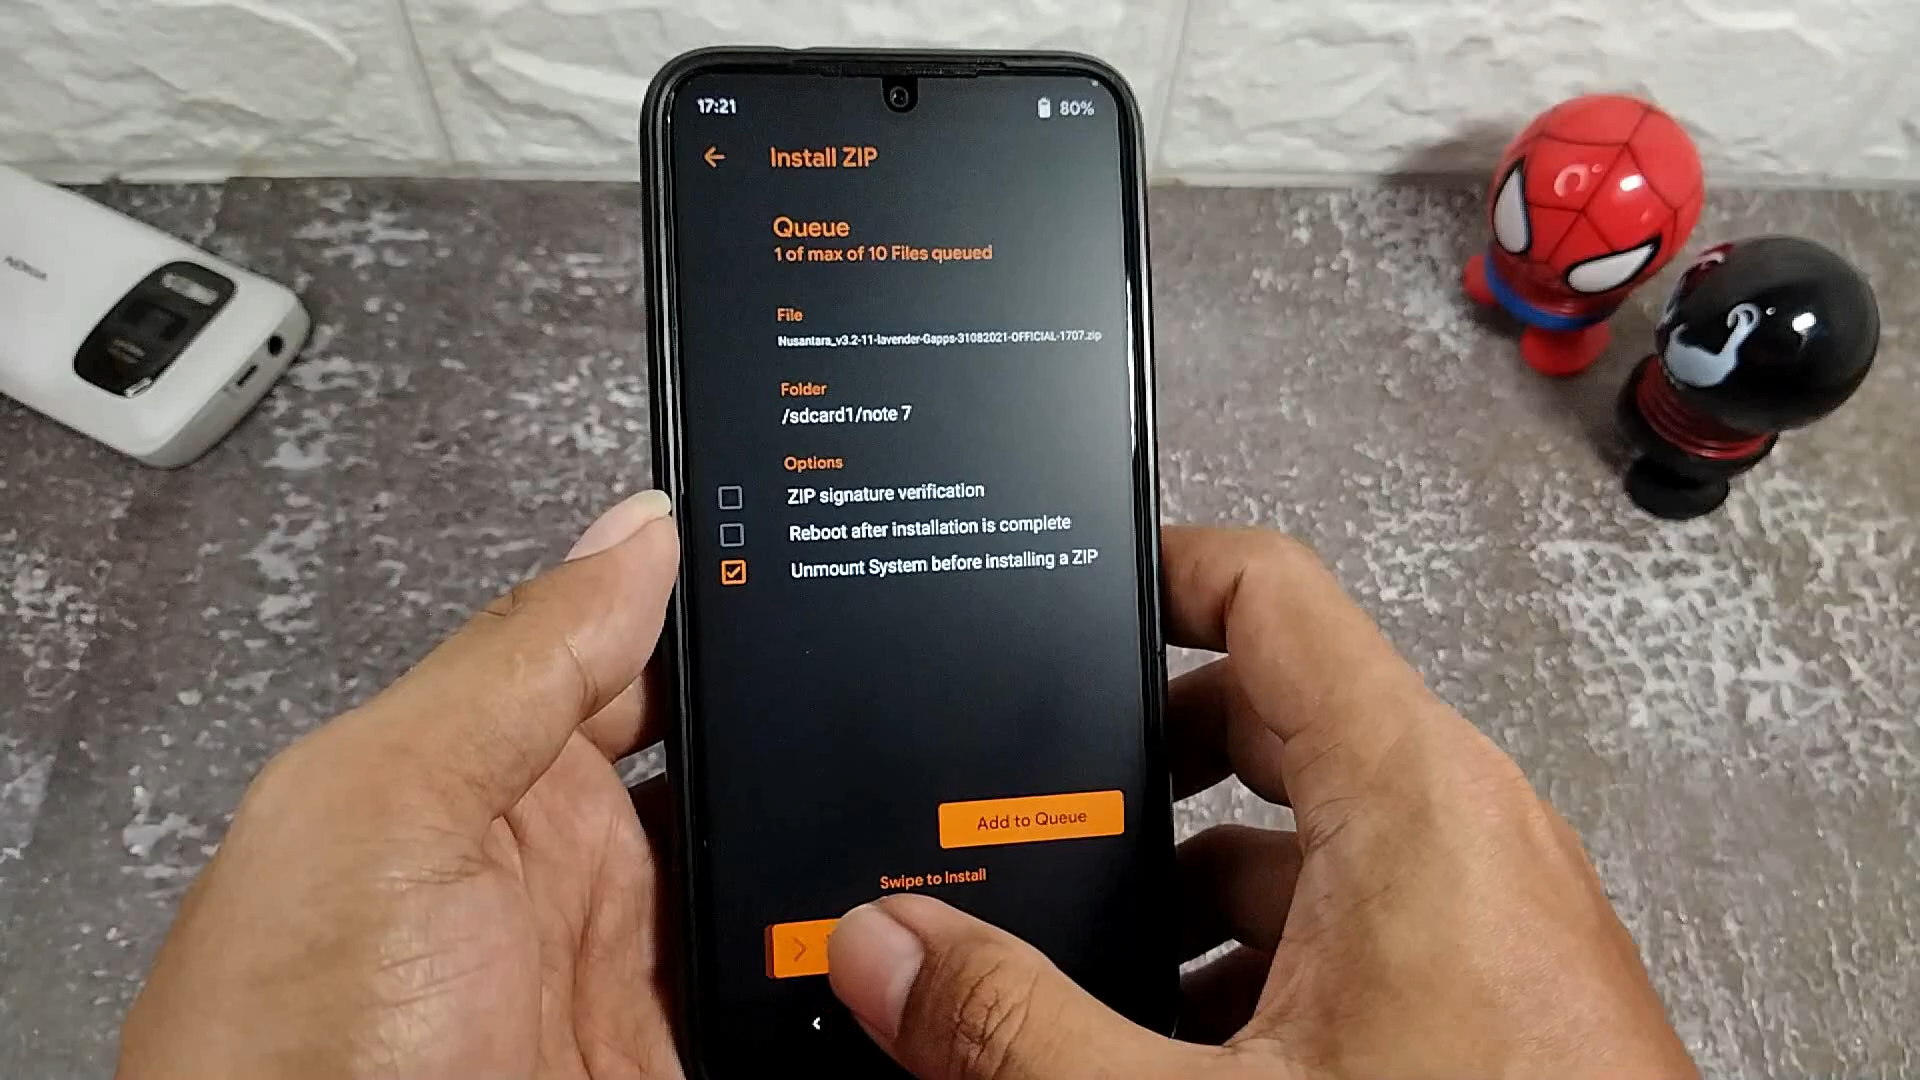 17:21
80%
Install ZIP
Queue
1 of max of 10 Files queued
File
Nusantara_v3.2-11-lavender-Gapps-31082021-OFFICIAL-1707.zip
Folder
/sdcard1/note 7
Options
ZIP signature verification
Reboot after installation is complete
Unmount System before installing a ZIP
Add to Queue
Swipe to Install
NOKIA